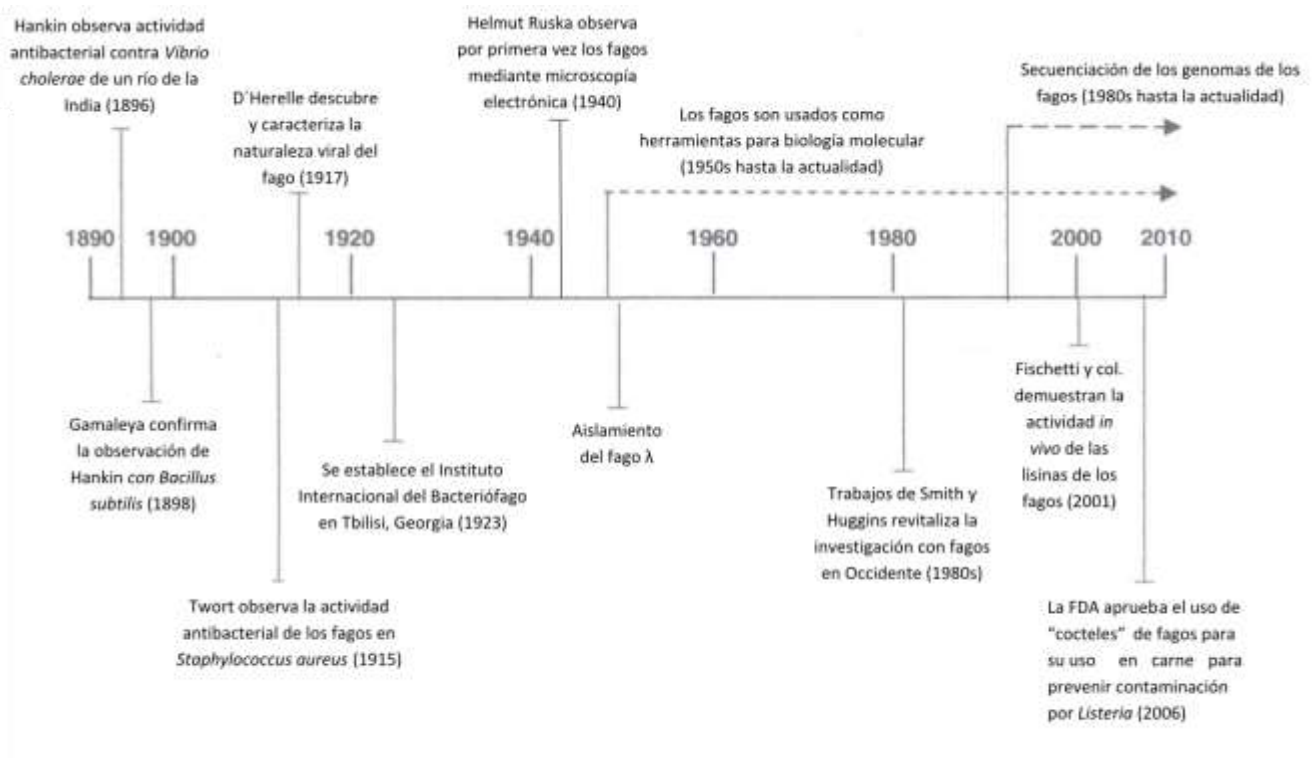 Hankin observa actividad
antibacterial contra Vibrio
cholerae de un río de la
India (1896)
D´Herelle descubre
y caracteriza la
naturaleza viral del
fago (1917)
Helmut Ruska observa
por primera vez los fagos
mediante microscopía
electrónica (1940)
Los fagos son usados como
herramientas para biología molecular
(1950s hasta la actualidad)
Secuenciación de los genomas de los
fagos (1980s hasta la actualidad)
1890 1900 1920 1940 1960 1980 2000 2010
Gamaleya confirma
la observación de
Hankin con Bacillus
subtilis (1898)
Twort observa la actividad
antibacterial de los fagos en
Staphylococcus aureus (1915)
Se establece el Instituto
Internacional del Bacteriófago
en Tbilisi, Georgia (1923)
Aislamiento
del fago λ
Trabajos de Smith y
Huggins revitaliza la
investigación con fagos
en Occidente (1980s)
Fischetti y col.
demuestran la
actividad in
vivo de las
lisinas de los
fagos (2001)
La FDA aprueba el uso de
“cocteles” de fagos para
su uso en carne para
prevenir contaminación
por Listeria (2006)